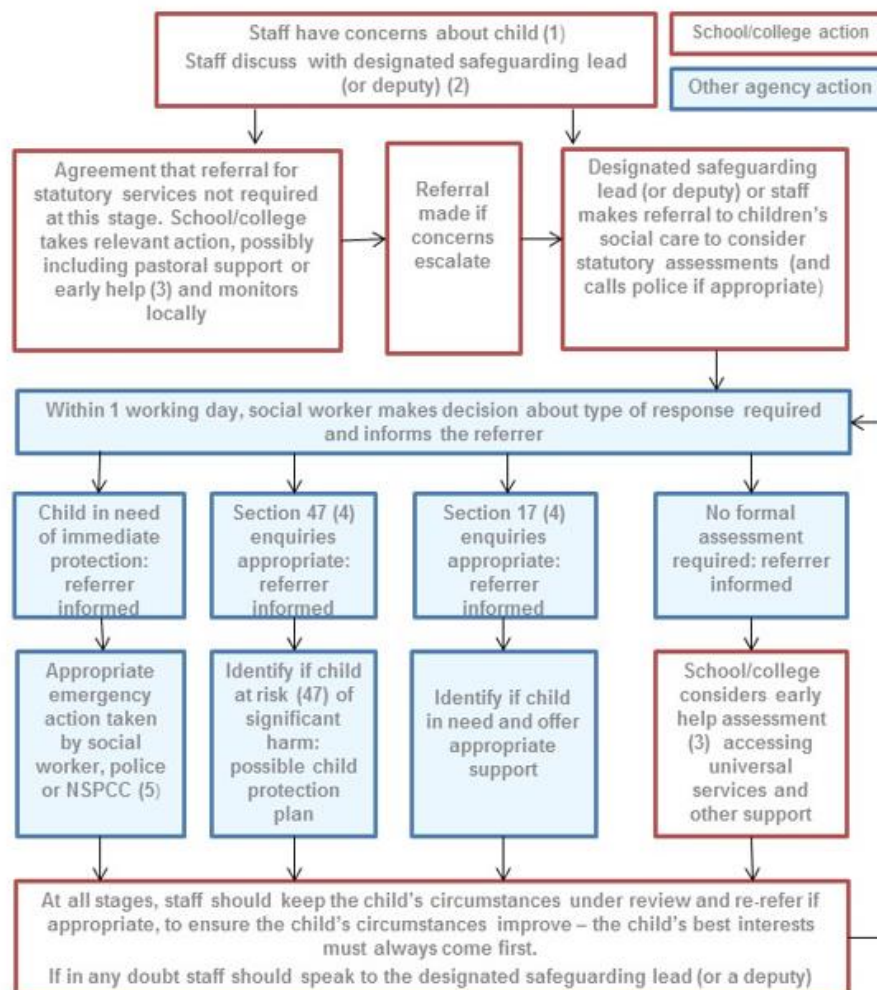 Staff have concerns about child (1)
Staff discuss with designated safeguarding lead
(or deputy) (2)
School/college action
Other agency action
Agreement that referral for
statutory services not required
at this stage. School/college
takes relevant action, possibly
including pastoral support or
early help (3) and monitors
locally
Referral
made if
concerns
escalate
Designated safeguarding
lead (or deputy) or staff
makes referral to children's
social care to consider
statutory assessments (and
calls police if appropriate)
Within 1 working day, social worker makes decision about type of response required
and informs the referrer
Child in need
of immediate
protection:
referrer
informed
Section 47 (4)
enquiries
appropriate:
referrer
informed
Section 17 (4)
enquiries
appropriate:
referrer
informed
No formal
assessment
required: referrer
informed
Appropriate
emergency
action taken
by social
worker, police
or NSPCC (5)
Identify if child
at risk (47) of
significant
harm:
possible child
protection
plan
Identify if child
in need and offer
appropriate
support
School/college
considers early
help assessment
(3) accessing
universal
services and
other support
At all stages, staff should keep the child's circumstances under review and re-refer if
appropriate, to ensure the child's circumstances improve – the child's best interests
must always come first.
If in any doubt staff should speak to the designated safeguarding lead (or a deputy)